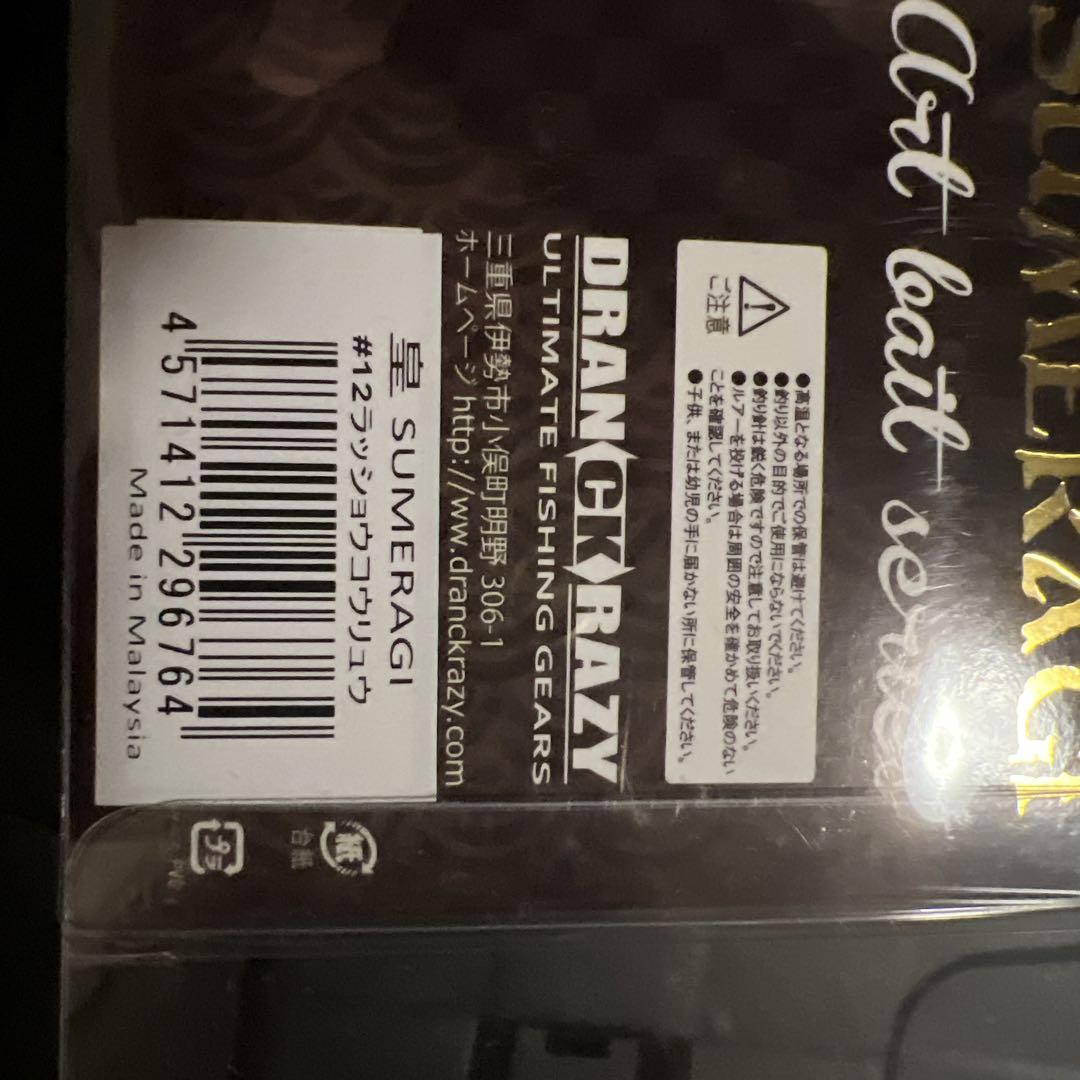 SUMERAGI
Art bait series
ご注意
●高温となる場所での保管は避けてください。
●釣り以外の目的でご使用にならないでください。
●釣り針は鋭く危険ですので注意してお取り扱いください。
●ルアーを投げる場合は周囲の安全を確かめて危険のない
ことを確認してください。
●子供、または幼児の手に届かない所に保管してください。
DRANCKRAZY
ULTIMATE FISHING GEARS
三重県伊勢市小俣町明野 306-1
ホームページ http://www.dranckrazy.com
皇 SUMERAGI
#12ラッショウコウリュウ
4 571412 296764
Made in Malaysia
紙
台紙
プラ